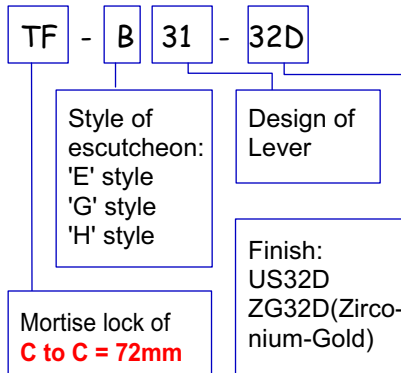 TF - B 31 - 32D
Style of
escutcheon:
'E' style
'G' style
'H' style
Design of
Lever
Finish:
US32D
ZG32D(Zirco-
nium-Gold)
Mortise lock of
C to C = 72mm